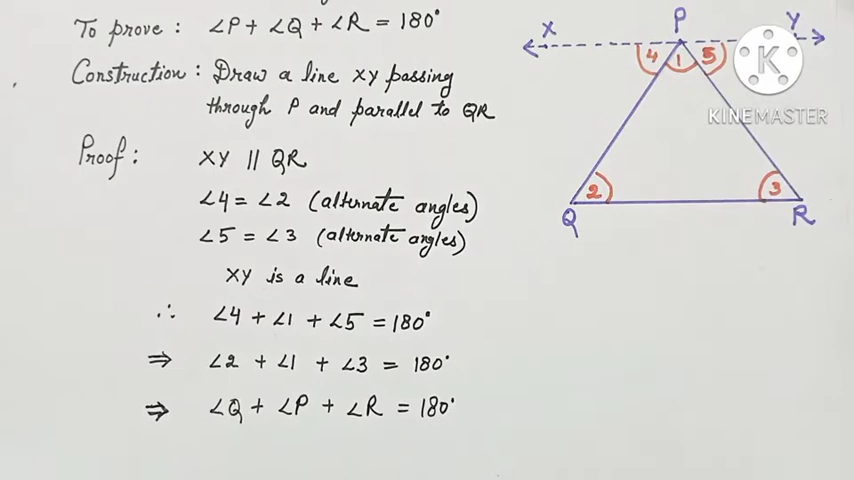 To prove : ∠P + ∠Q + ∠R = 180°
Construction : Draw a line XY passing
through P and parallel to QR
Proof : XY || QR
∠4 = ∠2 (alternate angles)
∠5 = ∠3 (alternate angles)
XY is a line
∴ ∠4 + ∠1 + ∠5 = 180°
⇒ ∠2 + ∠1 + ∠3 = 180°
⇒ ∠Q + ∠P + ∠R = 180°
P
X Y
4 1 5
K
KINEMASTER
2 3
Q R